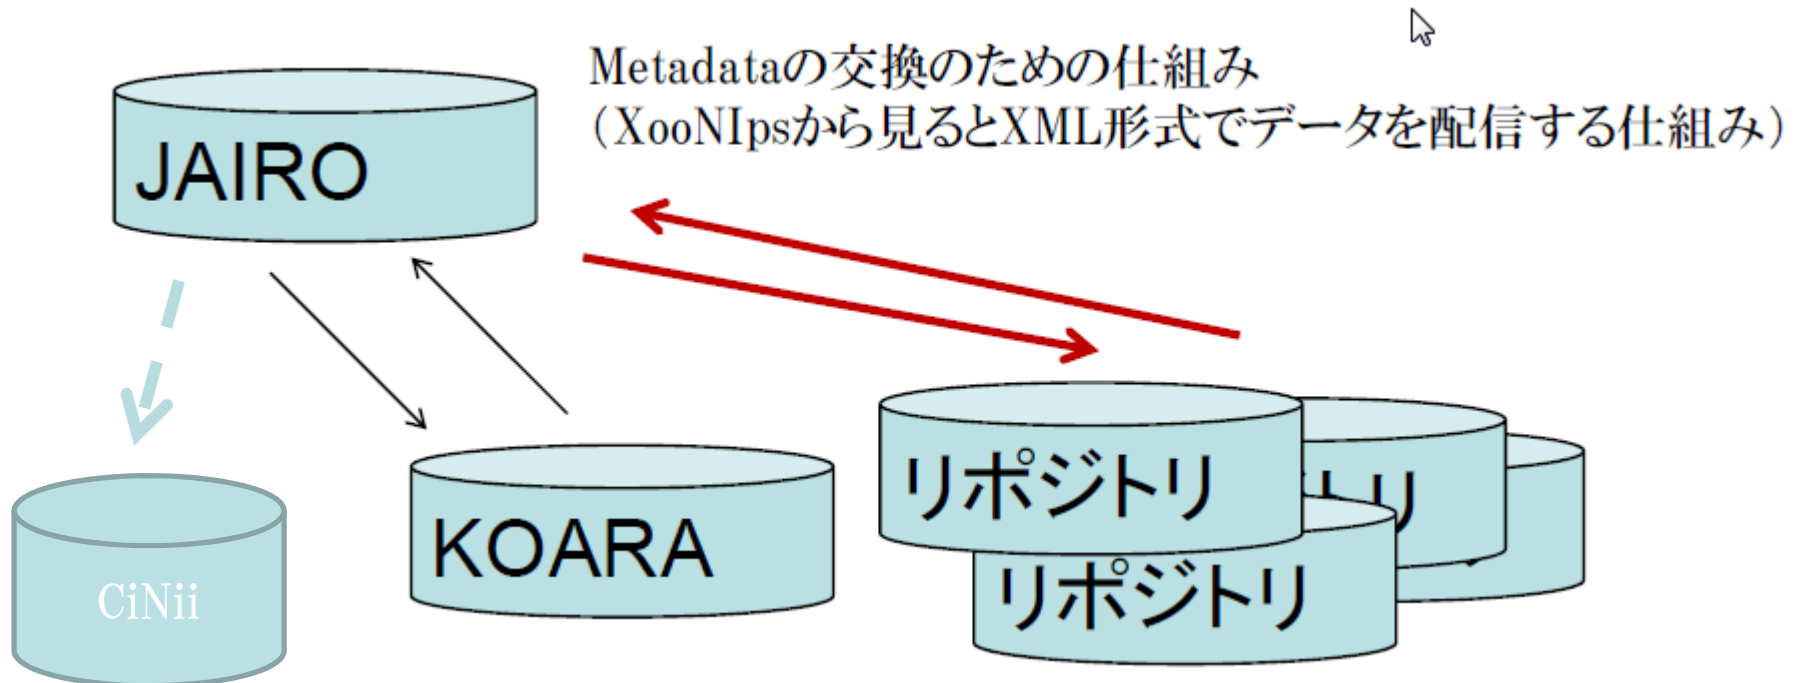 Metadataの交換のための仕組み
（XooNIpsから見るとXML形式でデータを配信する仕組み）
JAIRO
リポジトリ
トリ
KOARA
リポジトリ
CiNii